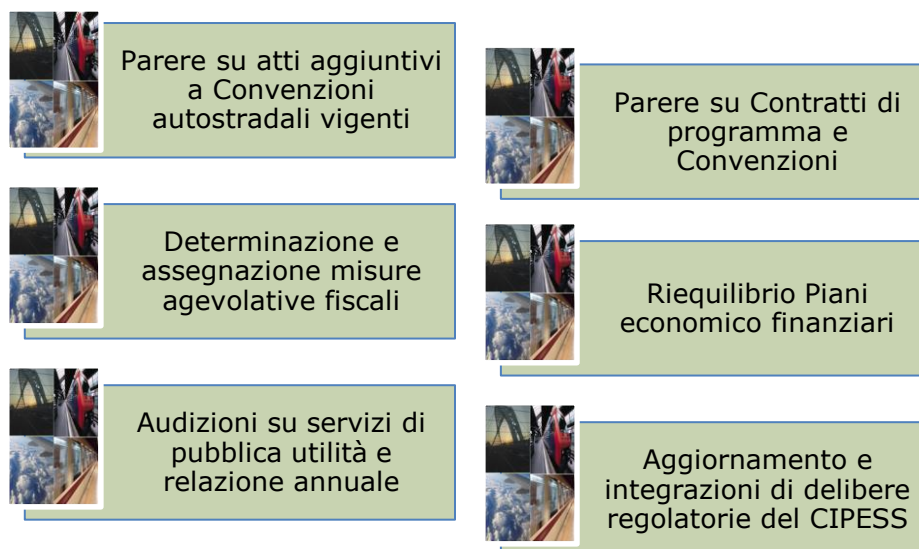 Parere su atti aggiuntivi
a Convenzioni
autostradali vigenti
Determinazione e
assegnazione misure
agevolative fiscali
Audizioni su servizi di
pubblica utilità e
relazione annuale
Parere su Contratti di
programma e
Convenzioni
Riequilibrio Piani
economico finanziari
Aggiornamento e
integrazioni di delibere
regolatorie del CIPESS